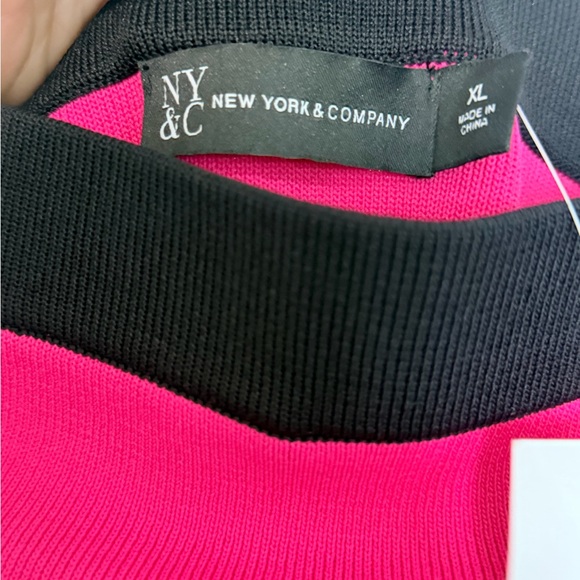 NY
&C
NEW YORK & COMPANY
XL
MADE IN
CHINA